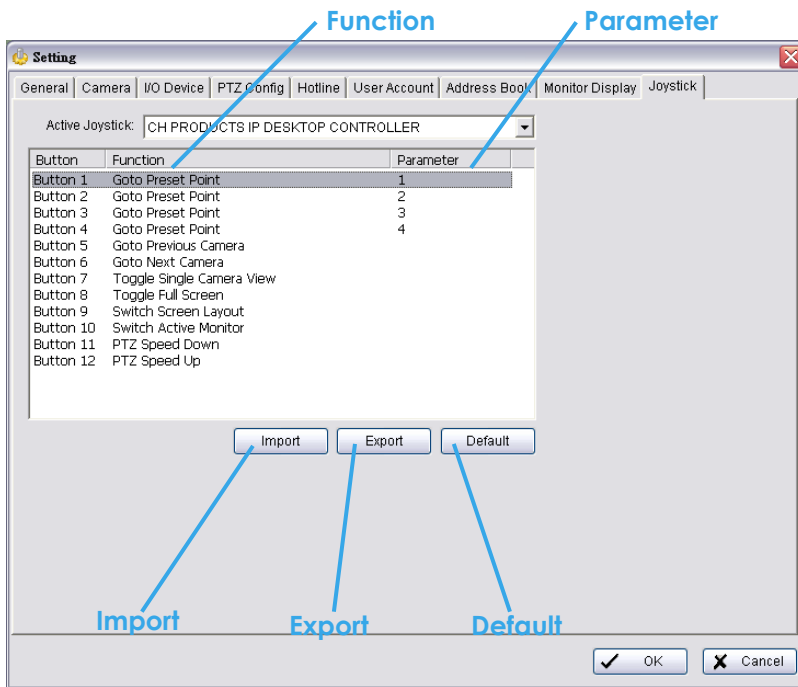 Function Parameter
Setting
General Camera I/O Device PTZ Config Hotline User Account Address Book Monitor Display Joystick
Active Joystick: CH PRODUCTS IP DESKTOP CONTROLLER
Button Function Parameter
Button 1 Goto Preset Point 1
Button 2 Goto Preset Point 2
Button 3 Goto Preset Point 3
Button 4 Goto Preset Point 4
Button 5 Goto Previous Camera
Button 6 Goto Next Camera
Button 7 Toggle Single Camera View
Button 8 Toggle Full Screen
Button 9 Switch Screen Layout
Button 10 Switch Active Monitor
Button 11 PTZ Speed Down
Button 12 PTZ Speed Up
Import Export Default
Import Export Default
OK Cancel